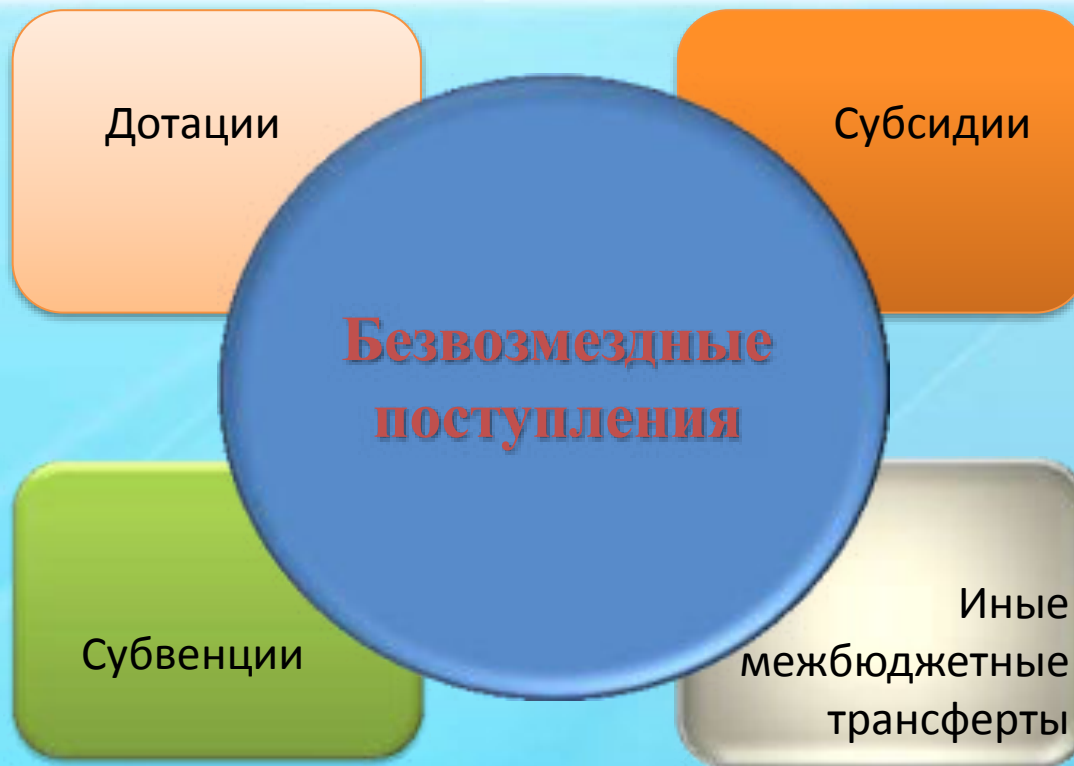 Дотации
Субсидии
Безвозмездные
поступления
Субвенции
Иные
межбюджетные
трансферты